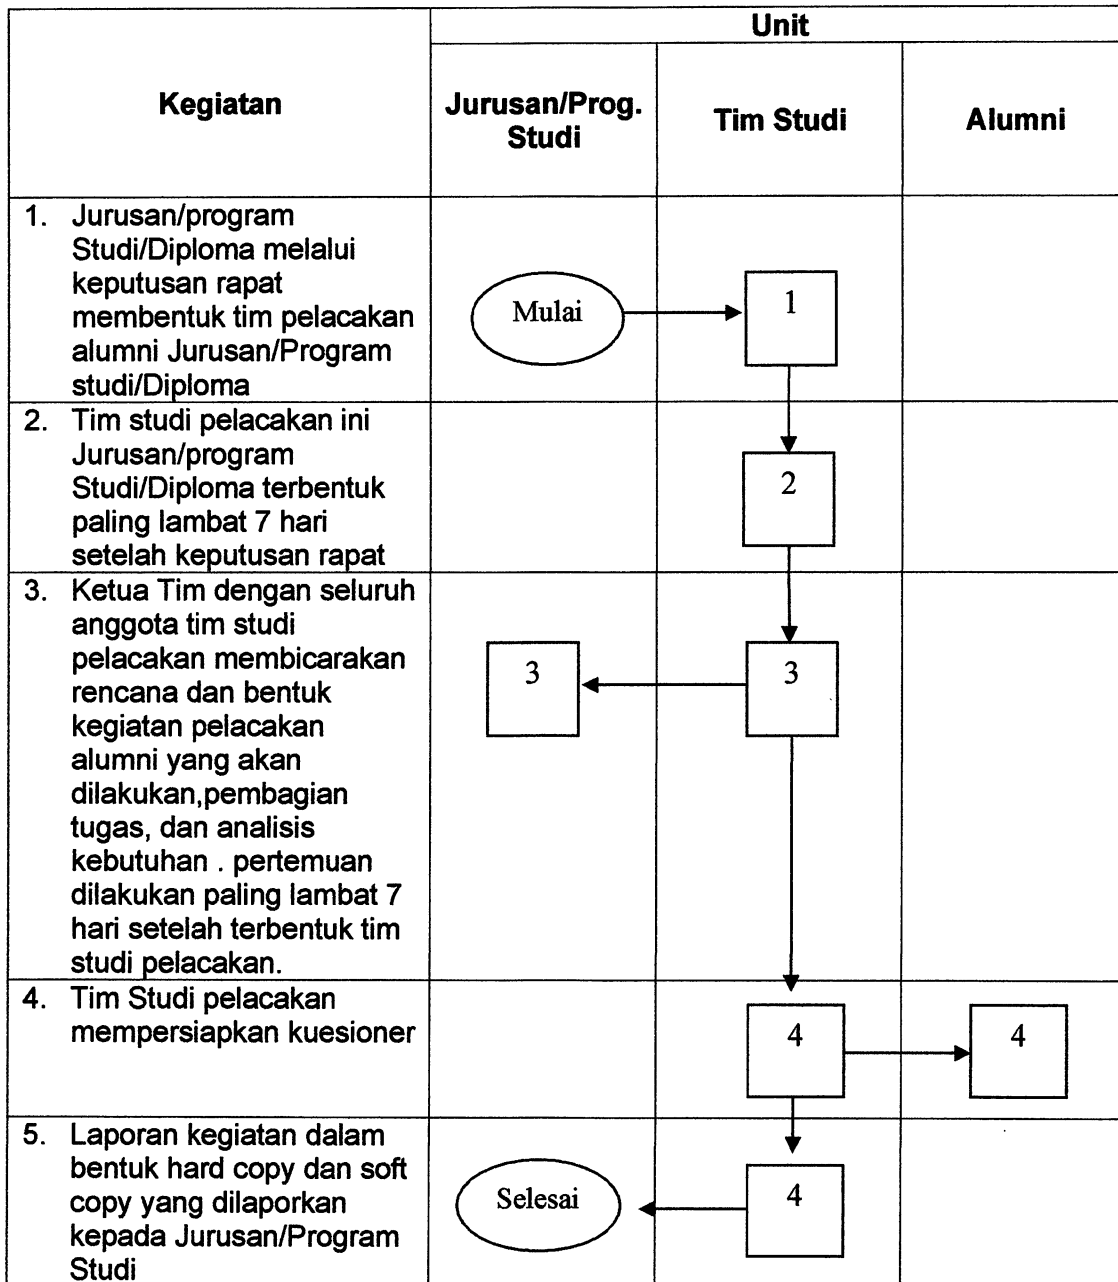 Unit
Kegiatan
Jurusan/Prog.
Studi
Tim Studi
Alumni
1. Jurusan/program
Studi/Diploma melalui
keputusan rapat
membentuk tim pelacakan
alumni Jurusan/Program
studi/Diploma
Mulai
1
2. Tim studi pelacakan ini
Jurusan/program
Studi/Diploma terbentuk
paling lambat 7 hari
setelah keputusan rapat
2
3. Ketua Tim dengan seluruh
anggota tim studi
pelacakan membicarakan
rencana dan bentuk
kegiatan pelacakan
alumni yang akan
dilakukan,pembagian
tugas, dan analisis
kebutuhan . pertemuan
dilakukan paling lambat 7
hari setelah terbentuk tim
studi pelacakan.
3
3
4. Tim Studi pelacakan
mempersiapkan kuesioner
4
4
5. Laporan kegiatan dalam
bentuk hard copy dan soft
copy yang dilaporkan
kepada Jurusan/Program
Studi
Selesai
4